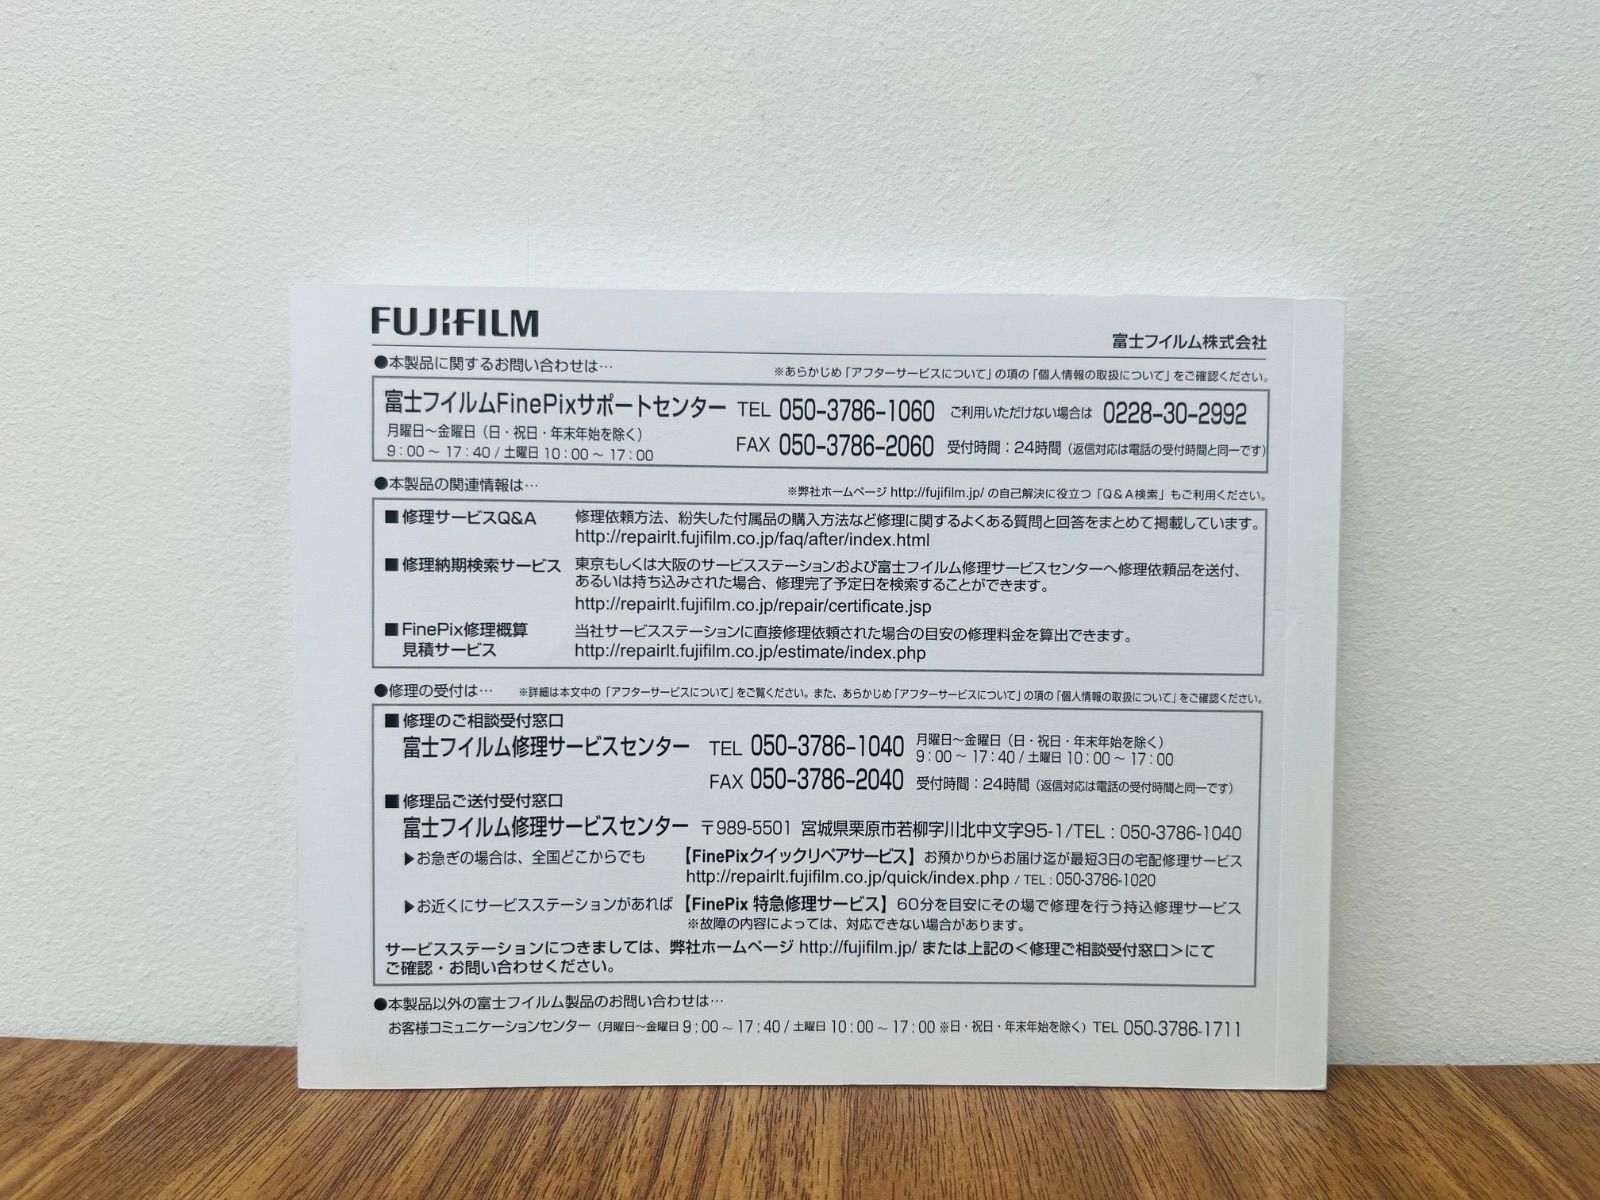 FUJIFILM
富士フイルム株式会社
●本製品に関するお問い合わせは… ※あらかじめ「アフターサービスについて」の項の「個人情報の取扱について」をご確認ください。
富士フイルムFinePixサポートセンター TEL 050-3786-1060 ご利用いただけない場合は 0228-30-2992
月曜日〜金曜日(日・祝日・年末年始を除く) FAX 050-3786-2060 受付時間:24時間(返信対応は電話の受付時間と同一です)
9:00 〜 17:40 / 土曜日 10:00 〜 17:00
●本製品の関連情報は… ※弊社ホームページ http://fujifilm.jp/ の自己解決に役立つ「Q&A検索」もご利用ください。
■修理サービスQ&A 修理依頼方法、紛失した付属品の購入方法など修理に関するよくある質問と回答をまとめて掲載しています。
http://repairlt.fujifilm.co.jp/faq/after/index.html
■修理納期検索サービス 東京もしくは大阪のサービスステーションおよび富士フイルム修理サービスセンターへ修理依頼品を送付、
あるいは持ち込みされた場合、修理完了予定日を検索することができます。
http://repairlt.fujifilm.co.jp/repair/certificate.jsp
■FinePix修理概算 当社サービスステーションに直接修理依頼された場合の目安の修理料金を算出できます。
見積サービス http://repairlt.fujifilm.co.jp/estimate/index.php
●修理の受付は… ※詳細は本文中の「アフターサービスについて」をご覧ください。また、あらかじめ「アフターサービスについて」の項の「個人情報の取扱について」をご確認ください。
■修理のご相談受付窓口
富士フイルム修理サービスセンター TEL 050-3786-1040 月曜日〜金曜日(日・祝日・年末年始を除く)
9:00 〜 17:40 / 土曜日 10:00 〜 17:00
FAX 050-3786-2040 受付時間:24時間(返信対応は電話の受付時間と同一です)
■修理品ご送付受付窓口
富士フイルム修理サービスセンター 〒989-5501 宮城県栗原市若柳字川北中文字95-1/TEL:050-3786-1040
▶お急ぎの場合は、全国どこからでも 【FinePixクイックリペアサービス】お預かりからお届け迄が最短3日の宅配修理サービス
http://repairlt.fujifilm.co.jp/quick/index.php / TEL:050-3786-1020
▶お近くにサービスステーションがあれば 【FinePix 特急修理サービス】60分を目安にその場で修理を行う持込修理サービス
※故障の内容によっては、対応できない場合があります。
サービスステーションにつきましては、弊社ホームページ http://fujifilm.jp/ または上記の<修理ご相談受付窓口>にて
ご確認・お問い合わせください。
●本製品以外の富士フイルム製品のお問い合わせは…
お客様コミュニケーションセンター(月曜日〜金曜日 9:00 〜 17:40 / 土曜日 10:00 〜 17:00 ※日・祝日・年末年始を除く) TEL 050-3786-1711